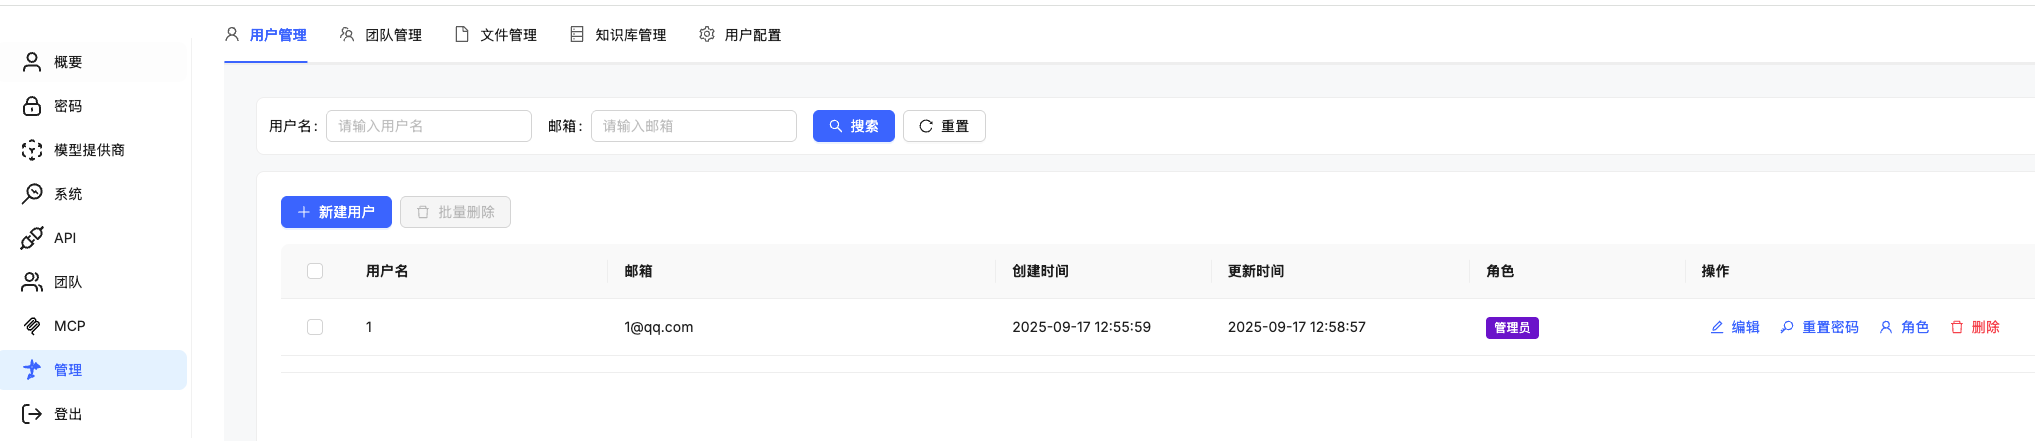 用户管理 团队管理 文件管理 知识库管理 用户配置
概要
密码
模型提供商
系统
API
团队
MCP
管理
登出
用户名: 请输入用户名 邮箱: 请输入邮箱 搜索 重置
新建用户 批量删除
用户名 邮箱 创建时间 更新时间 角色 操作
1 1@qq.com 2025-09-17 12:55:59 2025-09-17 12:58:57 管理员 编辑 重置密码 角色 删除